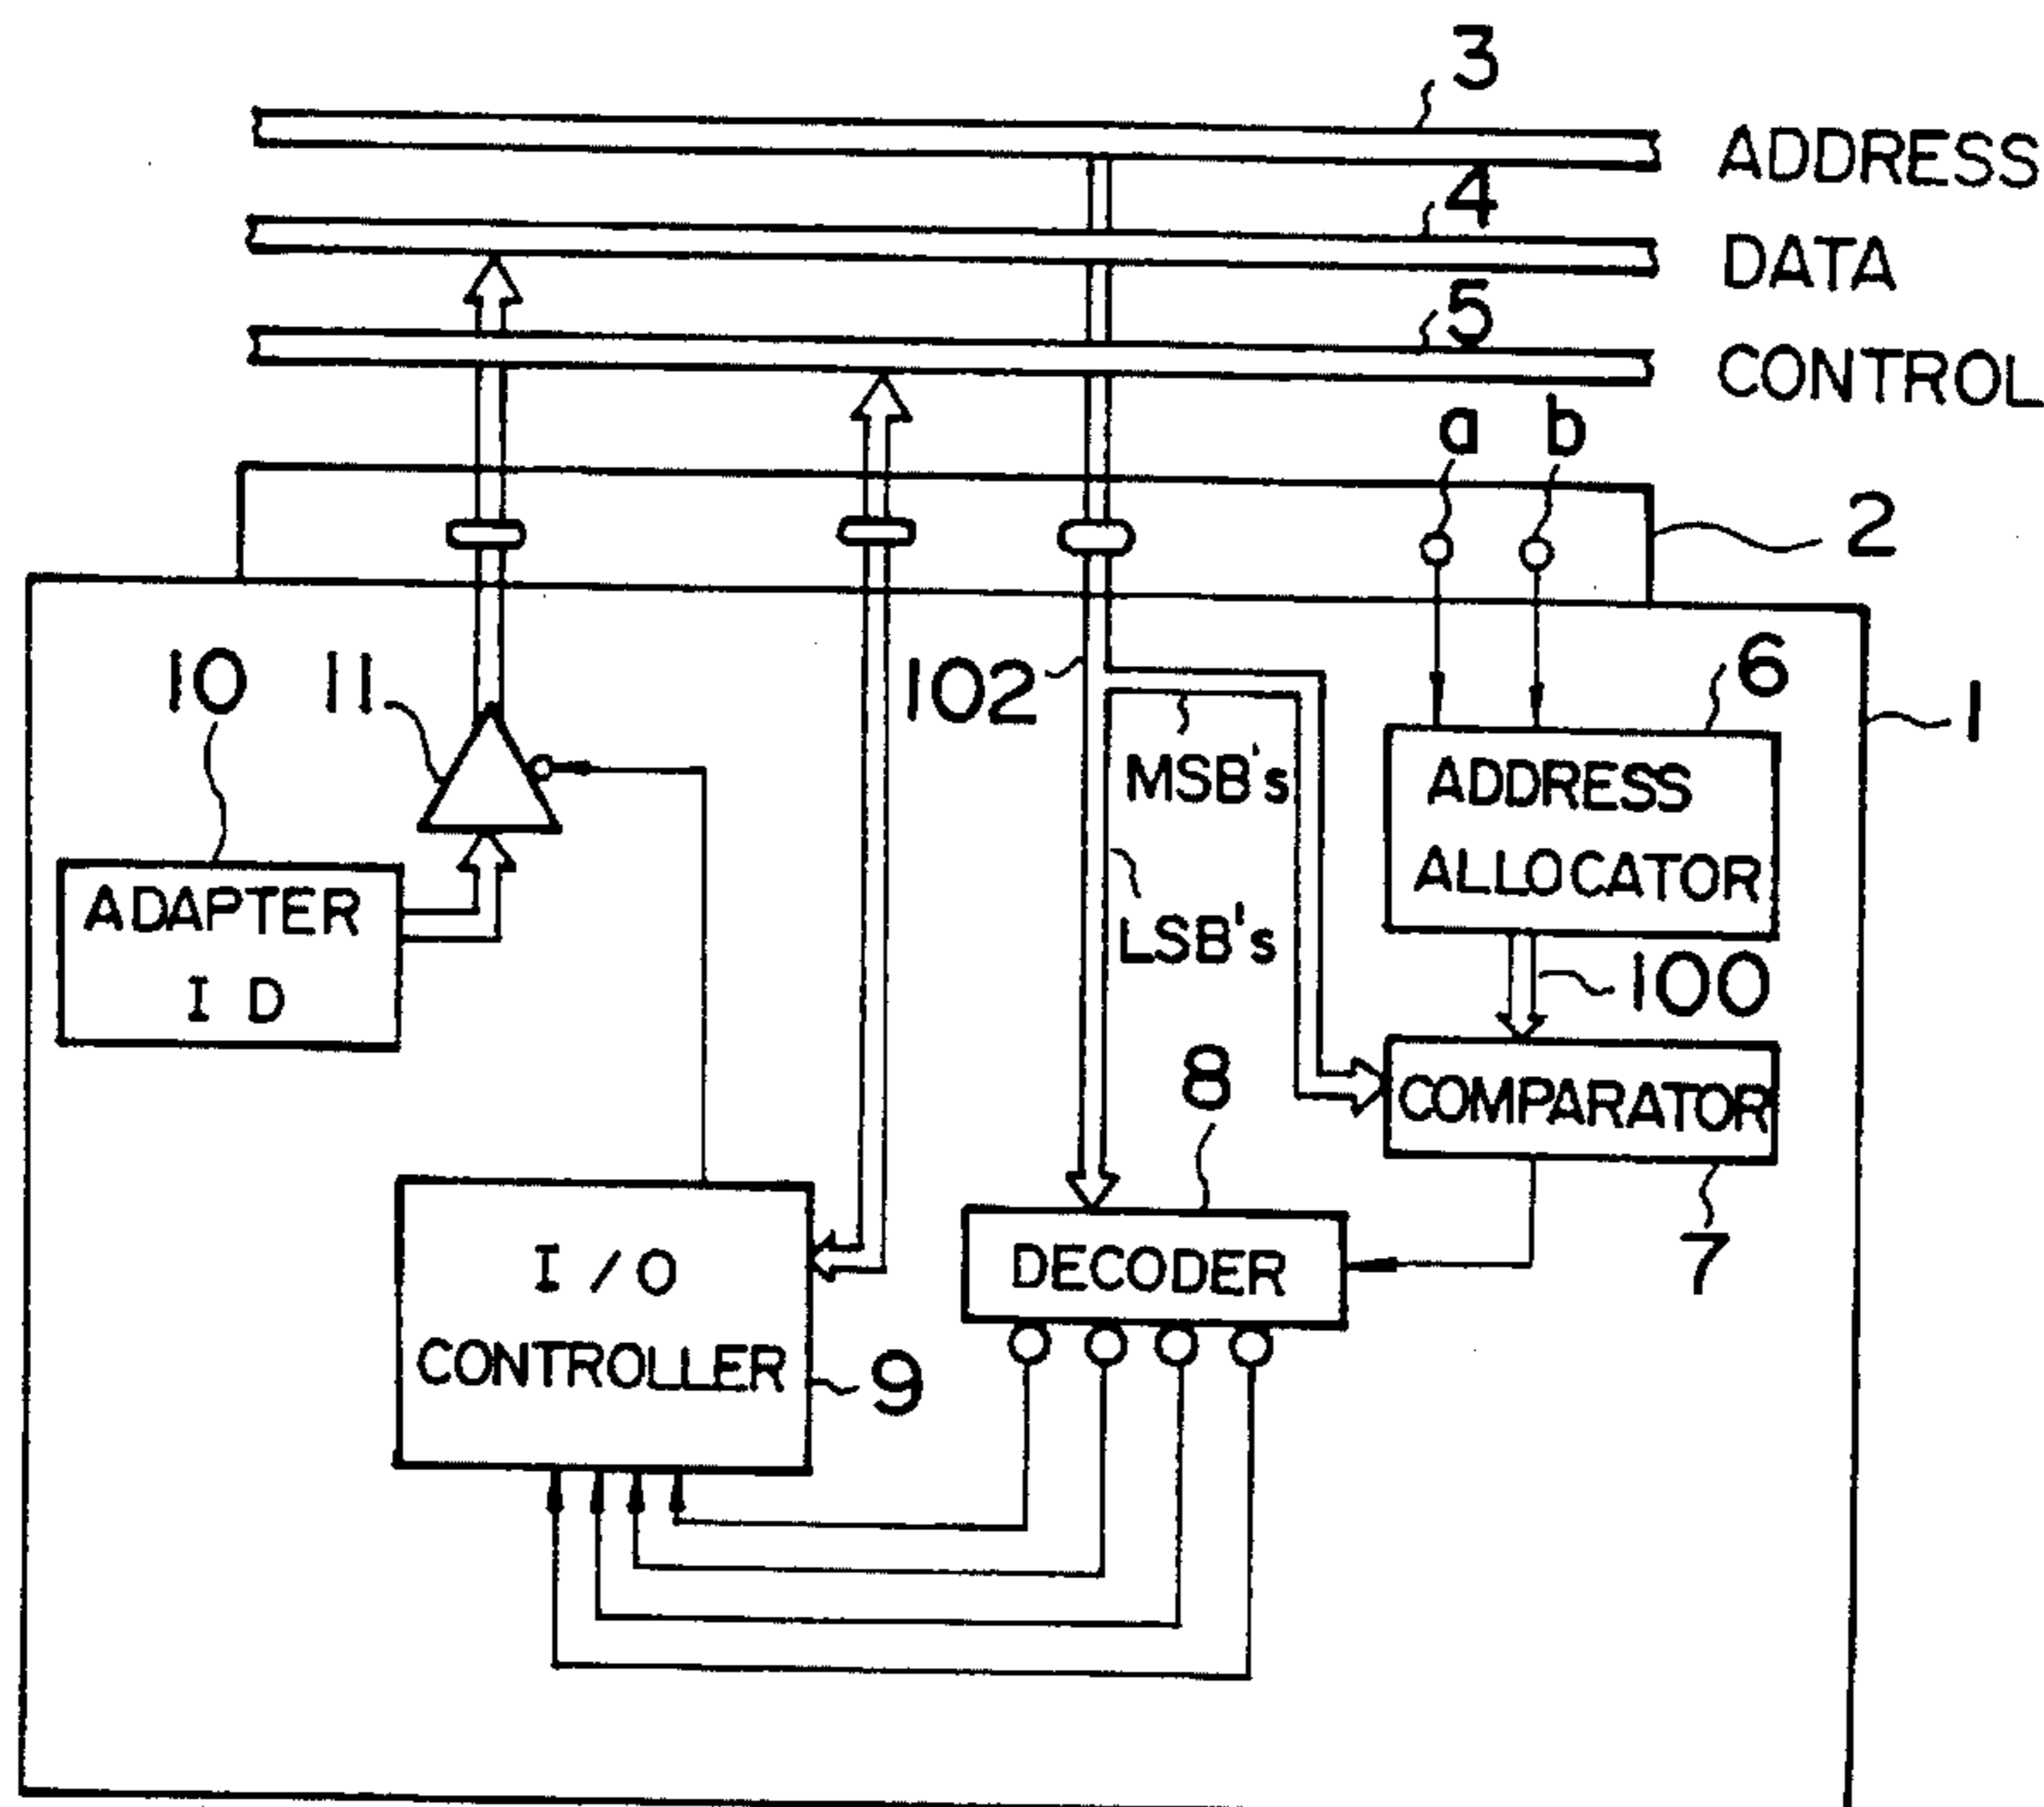 3
ADDRESS
4
DATA
5
CONTROL
a b
2
10 11
102
6
1
MSB's
ADDRESS
ALLOCATOR
ADAPTER
I D
LSB's
100
8
COMPARATOR
7
I/O
CONTROLLER
9
DECODER